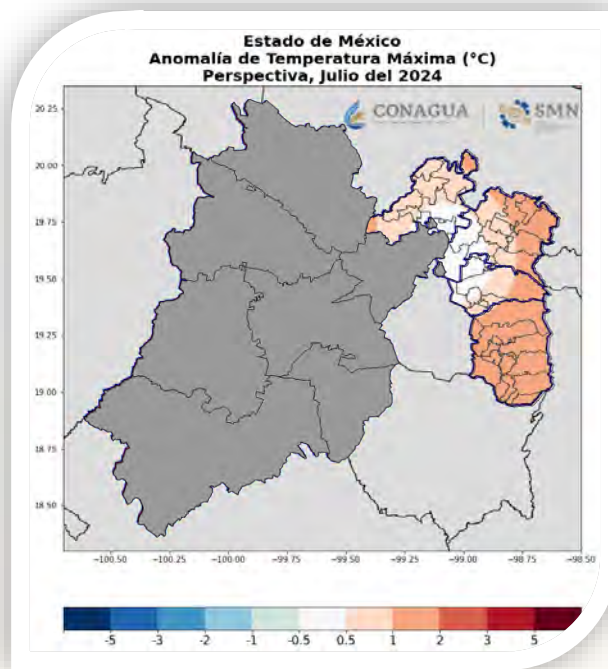 Estado de México
Anomalía de Temperatura Máxima (°C)
Perspectiva, Julio del 2024
CONAGUA
SMN
20.25
20.00
19.75
19.50
19.25
19.00
18.75
18.50
−100.50 −100.25 −100.00 −99.75 −99.50 −99.25 −99.00 −98.75 −98.50
-5 -3 -2 -1 -0.5 0.5 1 2 3 5